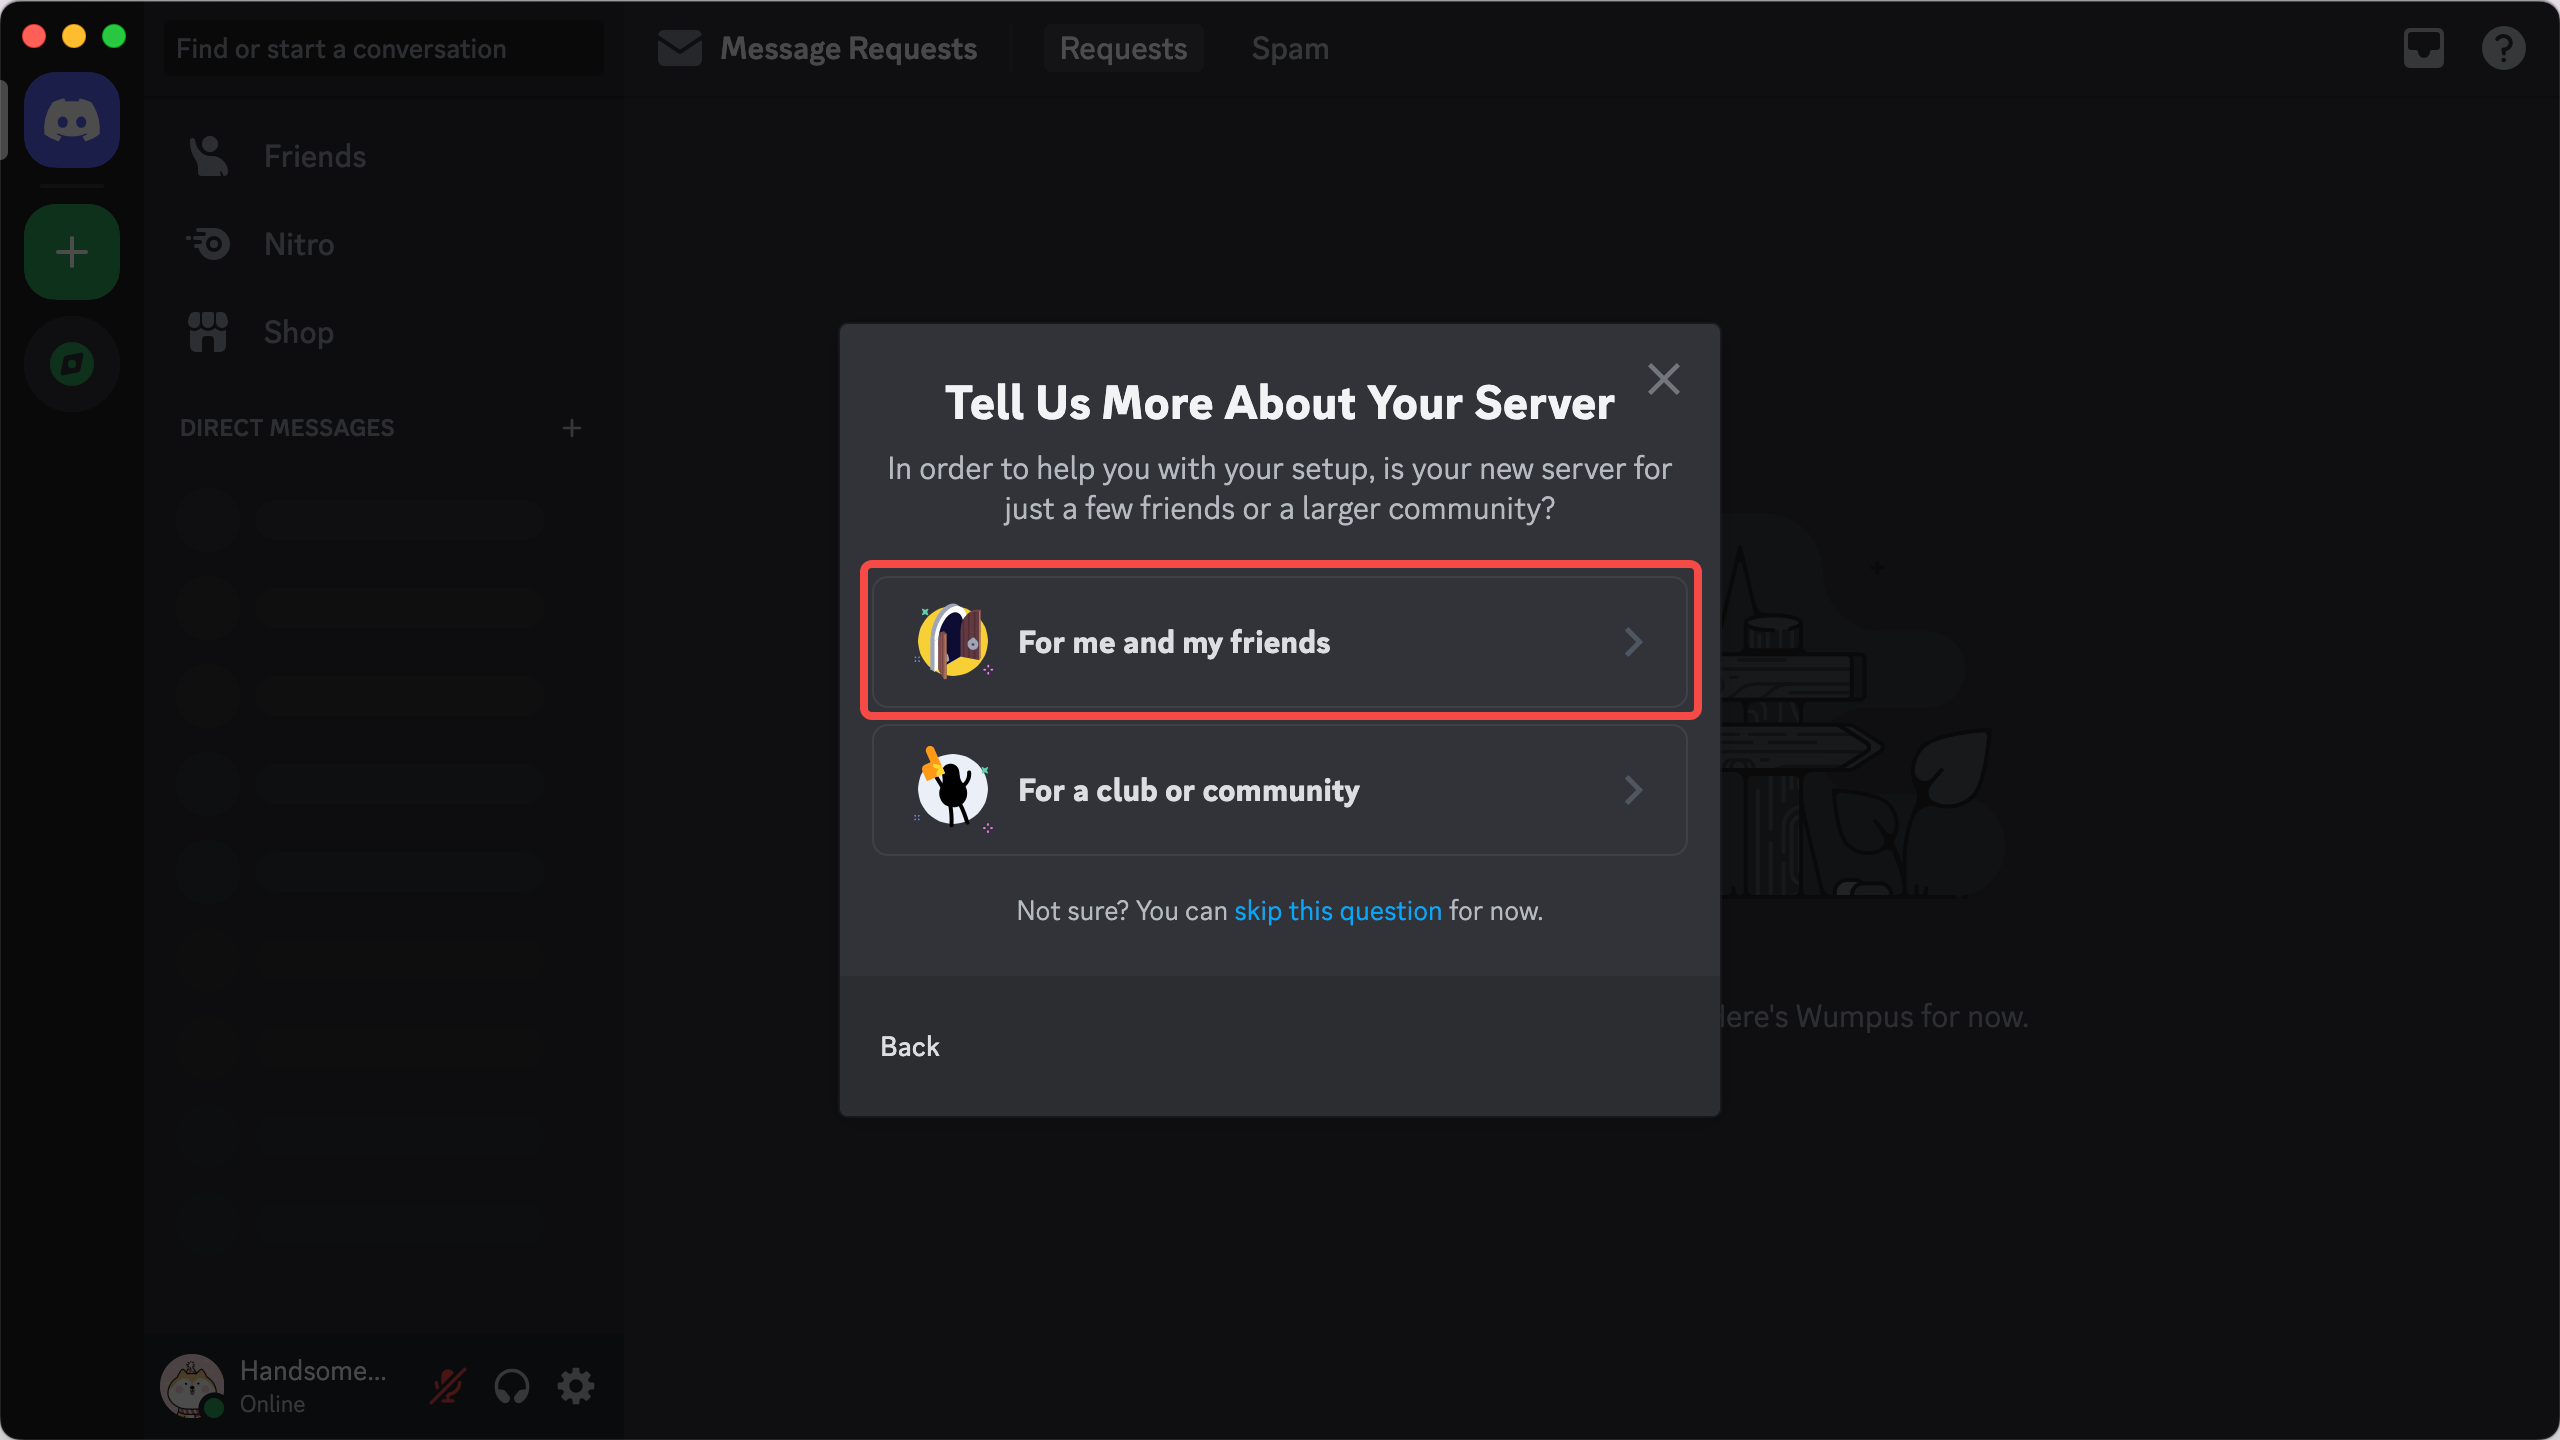 Find or start a conversation
Message Requests
Requests
Spam
Friends
Nitro
Shop
DIRECT MESSAGES
Tell Us More About Your Server
In order to help you with your setup, is your new server for
just a few friends or a larger community?
For me and my friends
For a club or community
Not sure? You can skip this question for now.
Back
Wumpus for now.
Handsome...
Online